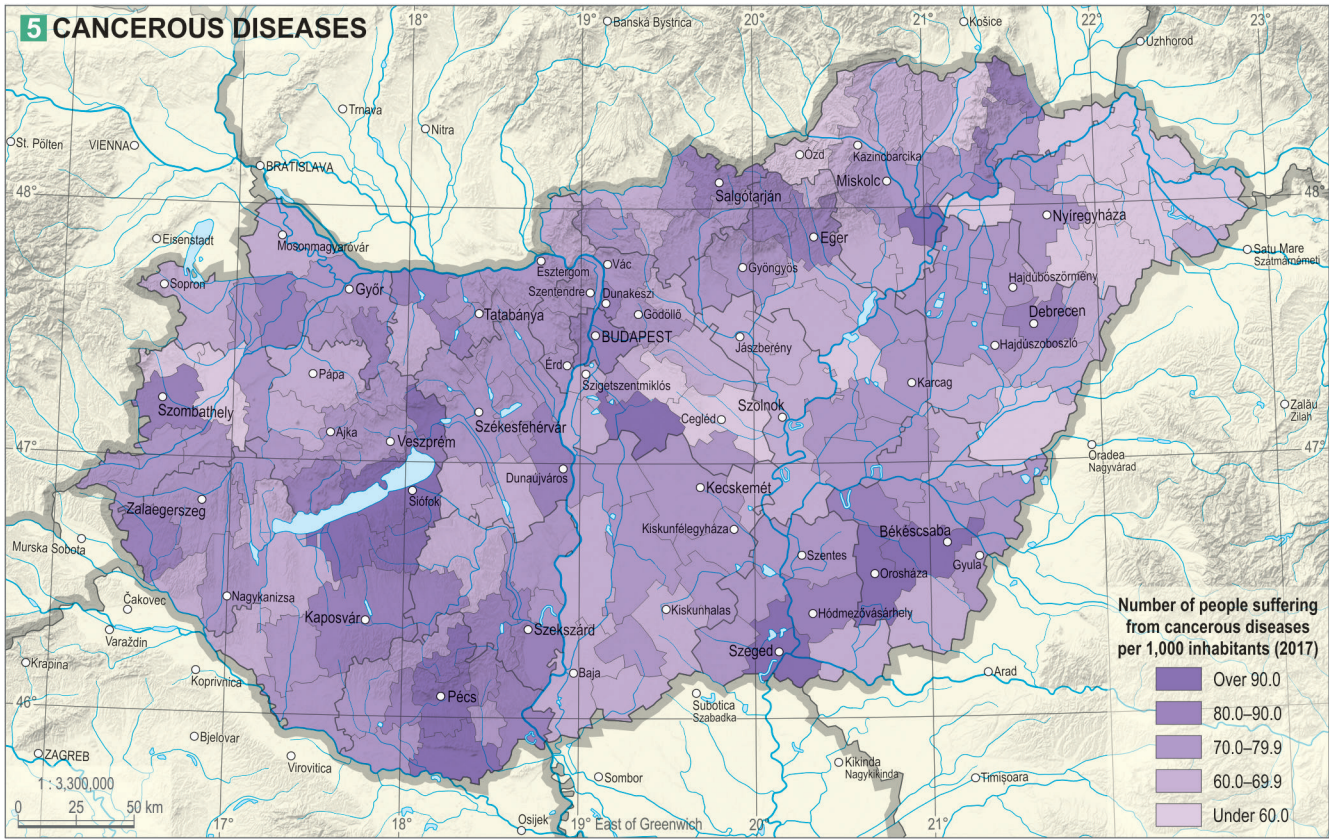 5 CANCEROUS DISEASES
18°
19°
20°
21°
22°
23°
Banská Bystrica
Košice
Uzhhorod
Trnava
Nitra
St. Pölten
VIENNA
BRATISLAVA
Ózd
Kazincbarcika
Miskolc
48°
48°
Salgótarján
Nyíregyháza
Eisenstadt
Mosonmagyaróvár
Eger
Satu Mare
Szatmárnémeti
Sopron
Győr
Esztergom
Vác
Gyöngyös
Hajdúböszörmény
Szentendre
Dunakeszi
Tatabánya
Gödöllő
Debrecen
BUDAPEST
Jászberény
Hajdúszoboszló
Érd
Pápa
Szigetszentmiklós
Karcag
Szombathely
Cegléd
Szolnok
Zalău
Zilah
Székesfehérvár
Ajka
Veszprém
47°
47°
Oradea
Nagyvárad
Dunaújváros
Kecskemét
Siófok
Zalaegerszeg
Kiskunfélegyháza
Békéscsaba
Murska Sobota
Szentes
Gyula
Orosháza
Čakovec
Nagykanizsa
Kaposvár
Kiskunhalas
Hódmezővásárhely
Varaždin
Szekszárd
Szeged
Krapina
Koprivnica
Baja
Arad
Pécs
46°
Subotica
Szabadka
Bjelovar
ZAGREB
Virovitica
Sombor
Kikinda
Nagykikinda
Timișoara
Osijek
1 : 3,300,000
0 25 50 km
17°
18°
19° East of Greenwich
20°
21°
Number of people suffering
from cancerous diseases
per 1,000 inhabitants (2017)
Over 90.0
80.0–90.0
70.0–79.9
60.0–69.9
Under 60.0